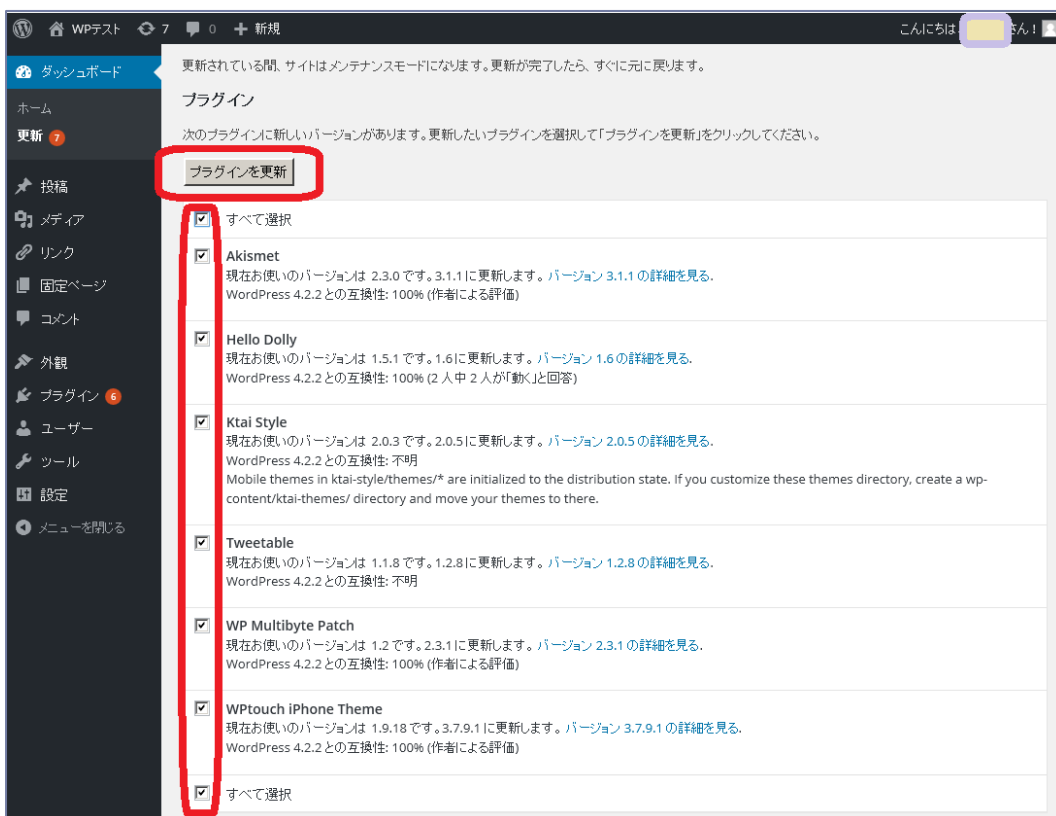 WPテスト 7 0 新規 こんにちは、 さん!
ダッシュボード
ホーム
更新 7
投稿
メディア
リンク
固定ページ
コメント
外観
プラグイン 6
ユーザー
ツール
設定
メニューを閉じる
更新されている間、サイトはメンテナンスモードになります。更新が完了したら、すぐに元に戻ります。
プラグイン
次のプラグインに新しいバージョンがあります。更新したいプラグインを選択して「プラグインを更新」をクリックしてください。
プラグインを更新
すべて選択
Akismet
現在お使いのバージョンは 2.3.0 です。3.1.1 に更新します。 バージョン 3.1.1 の詳細を見る.
WordPress 4.2.2 との互換性: 100% (作者による評価)
Hello Dolly
現在お使いのバージョンは 1.5.1 です。1.6 に更新します。 バージョン 1.6 の詳細を見る.
WordPress 4.2.2 との互換性: 100% (2 人中 2 人が「動く」と回答)
Ktai Style
現在お使いのバージョンは 2.0.3 です。2.0.5 に更新します。 バージョン 2.0.5 の詳細を見る.
WordPress 4.2.2 との互換性: 不明
Mobile themes in ktai-style/themes/* are initialized to the distribution state. If you customize these themes directory, create a wp-
content/ktai-themes/ directory and move your themes to there.
Tweetable
現在お使いのバージョンは 1.1.8 です。1.2.8 に更新します。 バージョン 1.2.8 の詳細を見る.
WordPress 4.2.2 との互換性: 不明
WP Multibyte Patch
現在お使いのバージョンは 1.2 です。2.3.1 に更新します。 バージョン 2.3.1 の詳細を見る.
WordPress 4.2.2 との互換性: 100% (作者による評価)
WPtouch iPhone Theme
現在お使いのバージョンは 1.9.18 です。3.7.9.1 に更新します。 バージョン 3.7.9.1 の詳細を見る.
WordPress 4.2.2 との互換性: 100% (作者による評価)
すべて選択